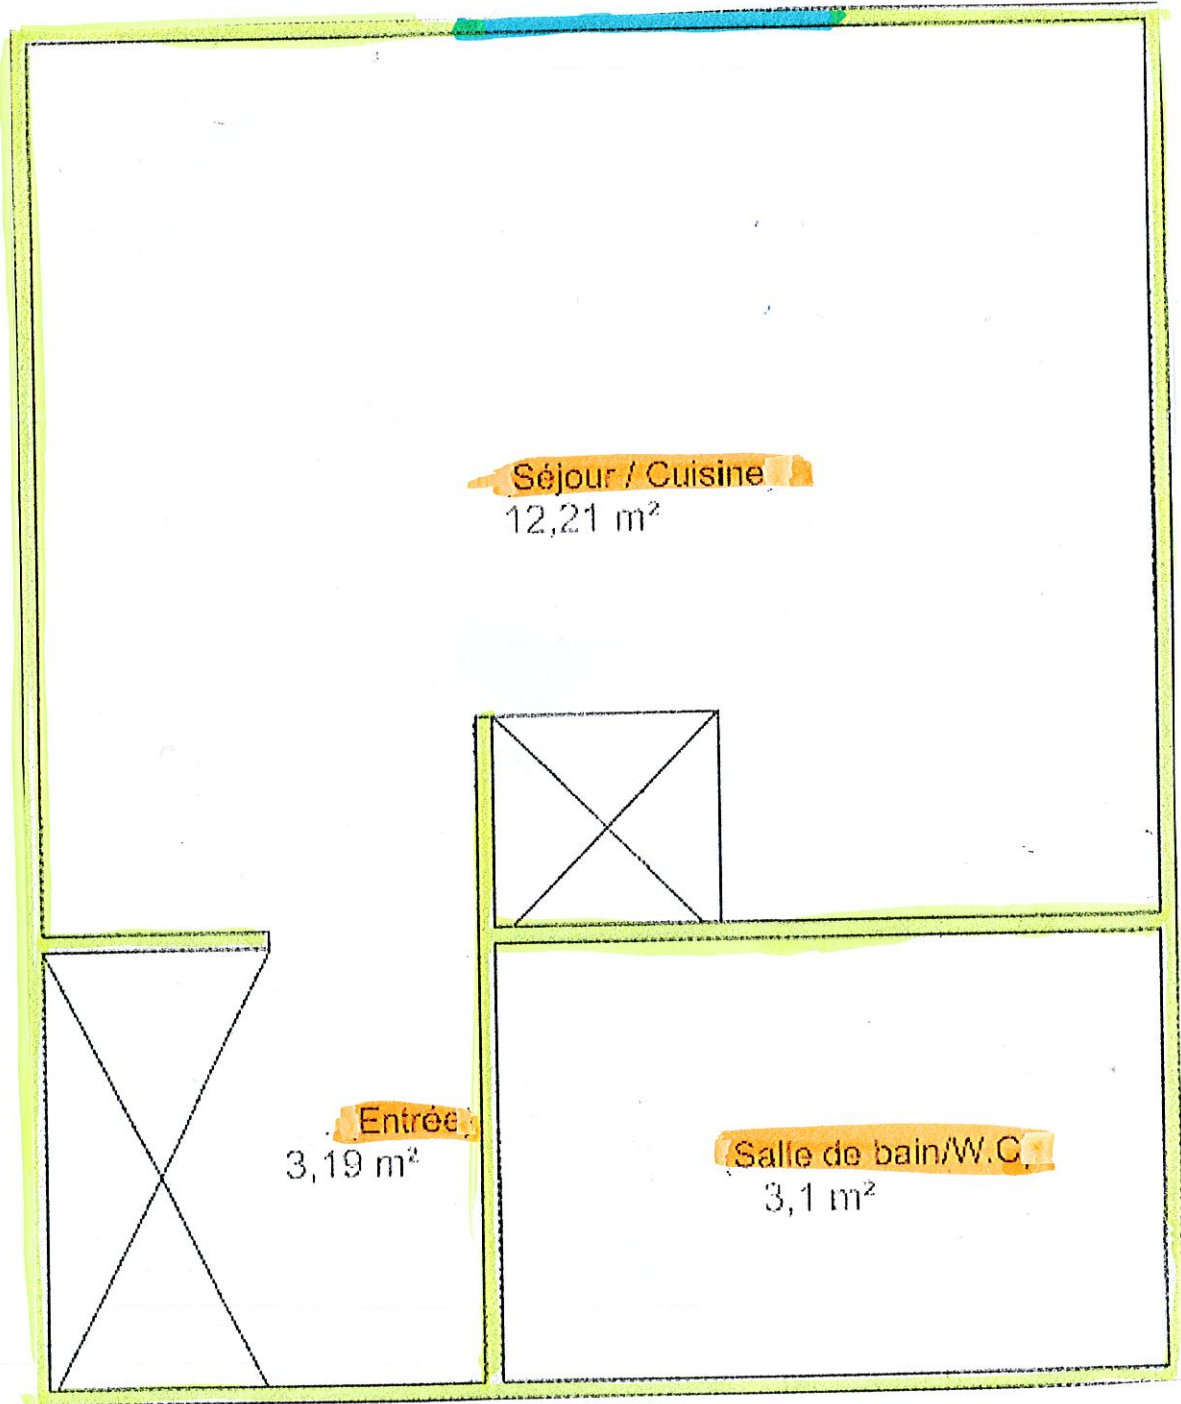 Séjour / Cuisine
12,21 m²
Entrée
3,19 m²
Salle de bain/W.C,
3,1 m²